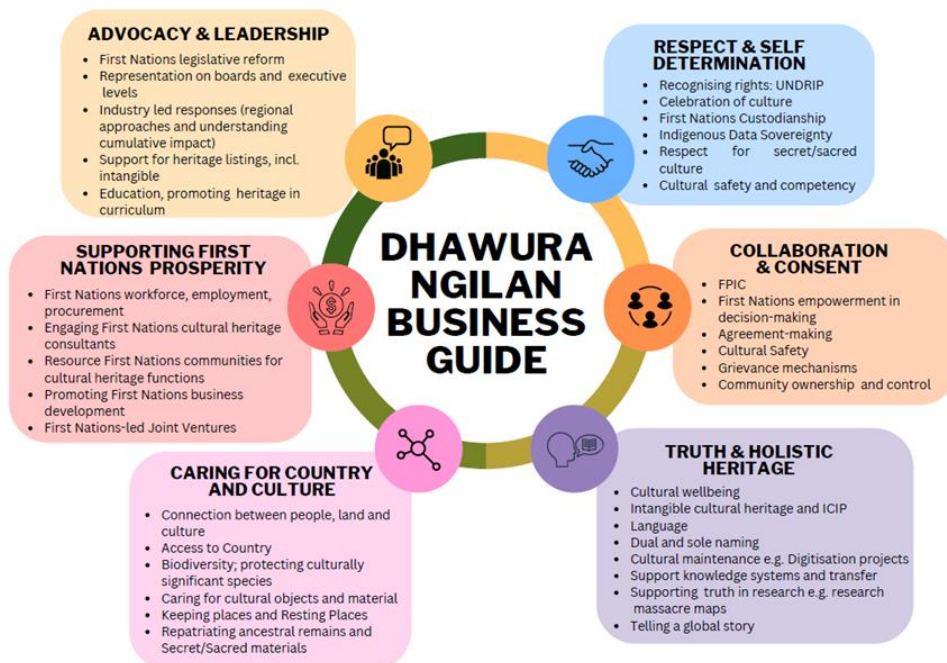 ADVOCACY & LEADERSHIP
• First Nations legislative reform
• Representation on boards and executive
levels
• Industry led responses (regional
approaches and understanding
cumulative impact)
• Support for heritage listings, incl.
intangible
• Education, promoting heritage in
curriculum
RESPECT & SELF
DETERMINATION
• Recognising rights: UNDRIP
• Celebration of culture
• First Nations Custodianship
• Indigenous Data Sovereignty
• Respect for secret/sacred
culture
• Cultural safety and competency
SUPPORTING FIRST
NATIONS PROSPERITY
• First Nations workforce, employment,
procurement
• Engaging First Nations cultural heritage
consultants
• Resource First Nations communities for
cultural heritage functions
• Promoting First Nations business
development
• First Nations-led Joint Ventures
DHAWURA
NGILAN
BUSINESS
GUIDE
COLLABORATION
& CONSENT
• FPIC
• First Nations empowerment in
decision-making
• Agreement-making
• Cultural Safety
• Grievance mechanisms
• Community ownership and control
CARING FOR COUNTRY
AND CULTURE
• Connection between people, land and
culture
• Access to Country
• Biodiversity; protecting culturally
significant species
• Caring for cultural objects and material
• Keeping places and Resting Places
• Repatriating ancestral remains and
Secret/Sacred materials
TRUTH & HOLISTIC
HERITAGE
• Cultural wellbeing
• Intangible cultural heritage and ICIP
• Language
• Dual and sole naming
• Cultural maintenance e.g. Digitisation projects
• Support knowledge systems and transfer
• Supporting truth in research e.g. research
massacre maps
• Telling a global story